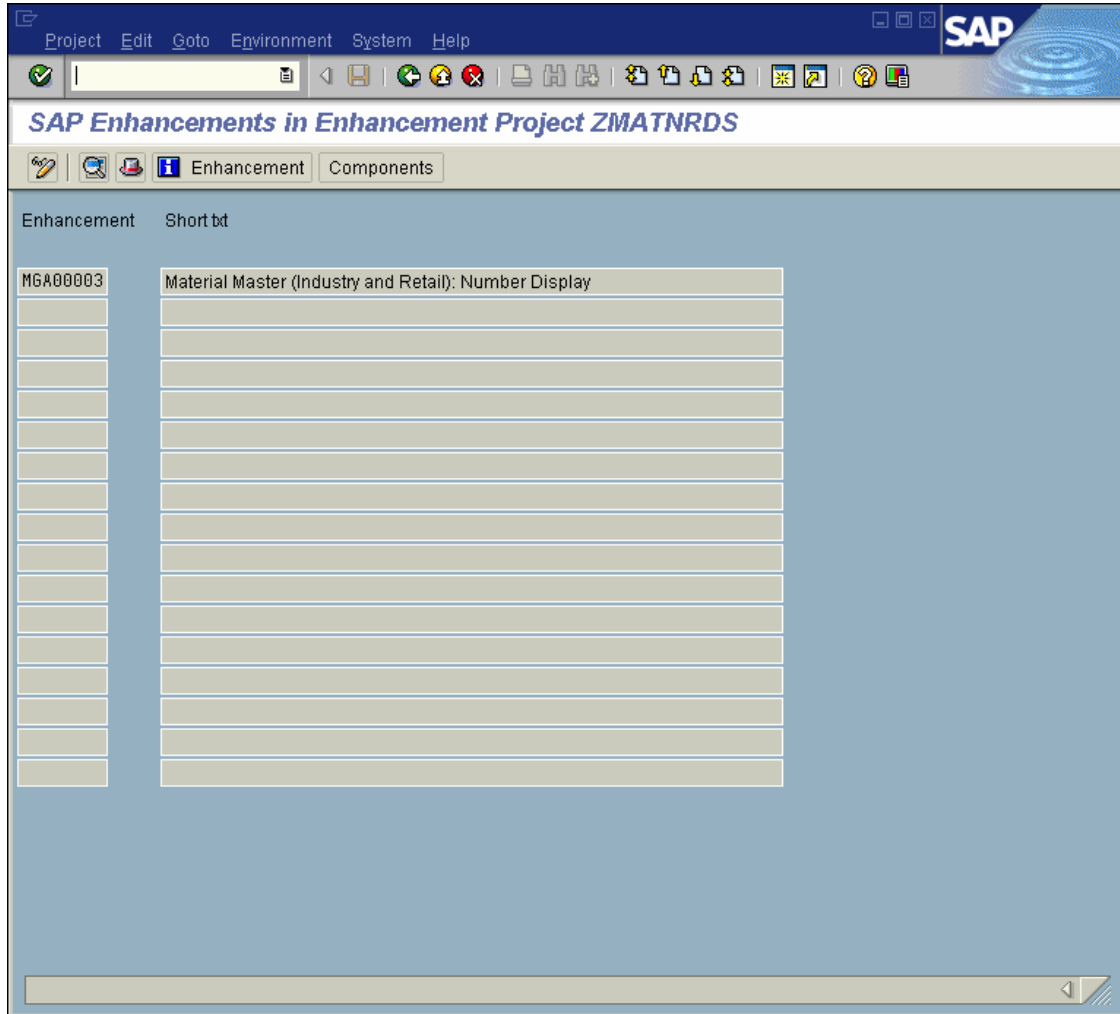 Project Edit Goto Environment System Help
SAP
SAP Enhancements in Enhancement Project ZMATNRDS
Enhancement Components
Enhancement Short txt
MGA00003 Material Master (Industry and Retail): Number Display